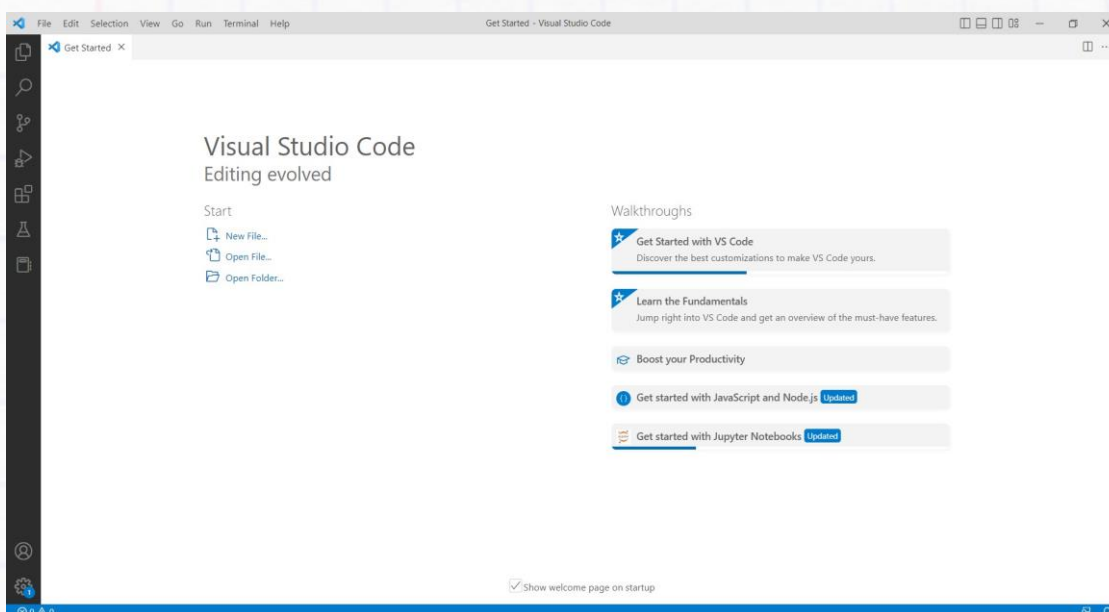 File Edit Selection View Go Run Terminal Help
Get Started - Visual Studio Code
Get Started
Visual Studio Code
Editing evolved
Start
New File...
Open File...
Open Folder...
Walkthroughs
Get Started with VS Code
Discover the best customizations to make VS Code yours.
Learn the Fundamentals
Jump right into VS Code and get an overview of the must-have features.
Boost your Productivity
Get started with JavaScript and Node.js Updated
Get started with Jupyter Notebooks Updated
1
Show welcome page on startup
0 0